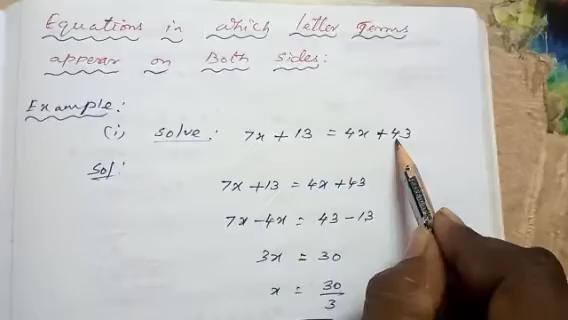 Equations in which letter terms
appear on Both sides:
Example:
(i) solve: 7x + 13 = 4x + 43
Sol:
7x + 13 = 4x + 43
7x - 4x = 43 - 13
3x = 30
x = 30/3